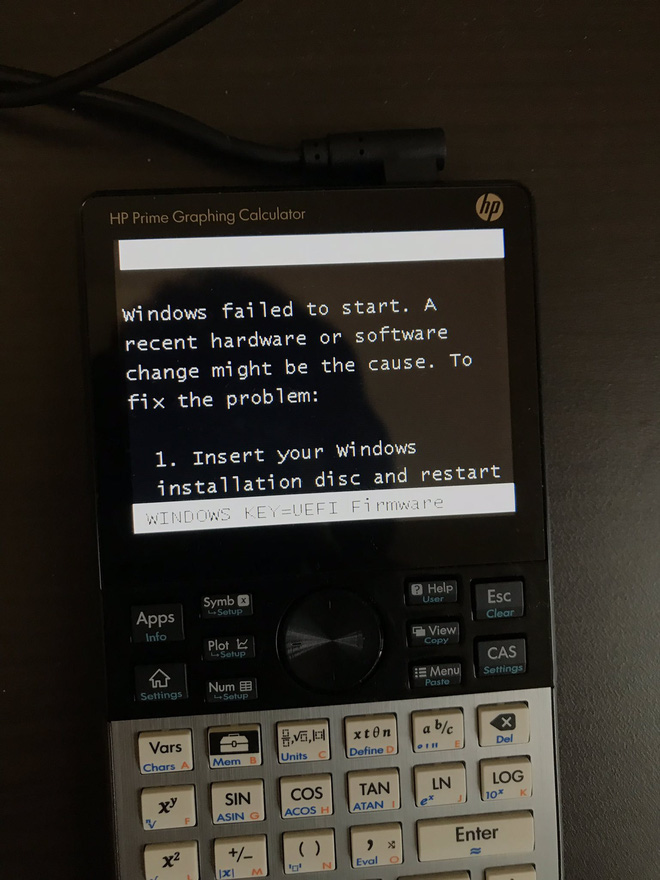 HP Prime Graphing Calculator
hp
Windows failed to start. A
recent hardware or software
change might be the cause. To
fix the problem:
1. Insert your Windows
installation disc and restart
WINDOWS KEY=UEFI Firmware
Apps
Info
Symb
Setup
Help
User
Esc
Clear
Plot
Setup
View
Copy
Settings
Num
Setup
Menu
Paste
CAS
Settings
Vars
Chars A
Mem B
Units C
x t θ n
Define D
a b/c
E
Del
x^y
F
SIN
ASIN G
COS
ACOS H
TAN
ATAN I
LN
e^x J
LOG
10^x K
x²
L
+/-
|x| M
( )
N
,
Eval O
Enter
≈